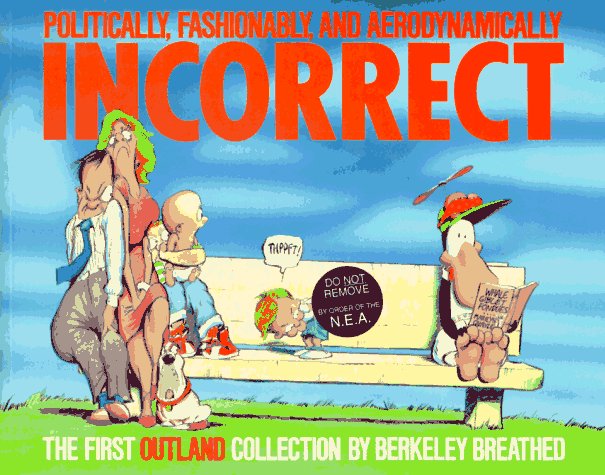 POLITICALLY, FASHIONABLY, AND AERODYNAMICALLY
INCORRECT
THPPFT!
DO NOT
REMOVE
BY ORDER OF THE
N.E.A.
THE FIRST OUTLAND COLLECTION BY BERKELEY BREATHED